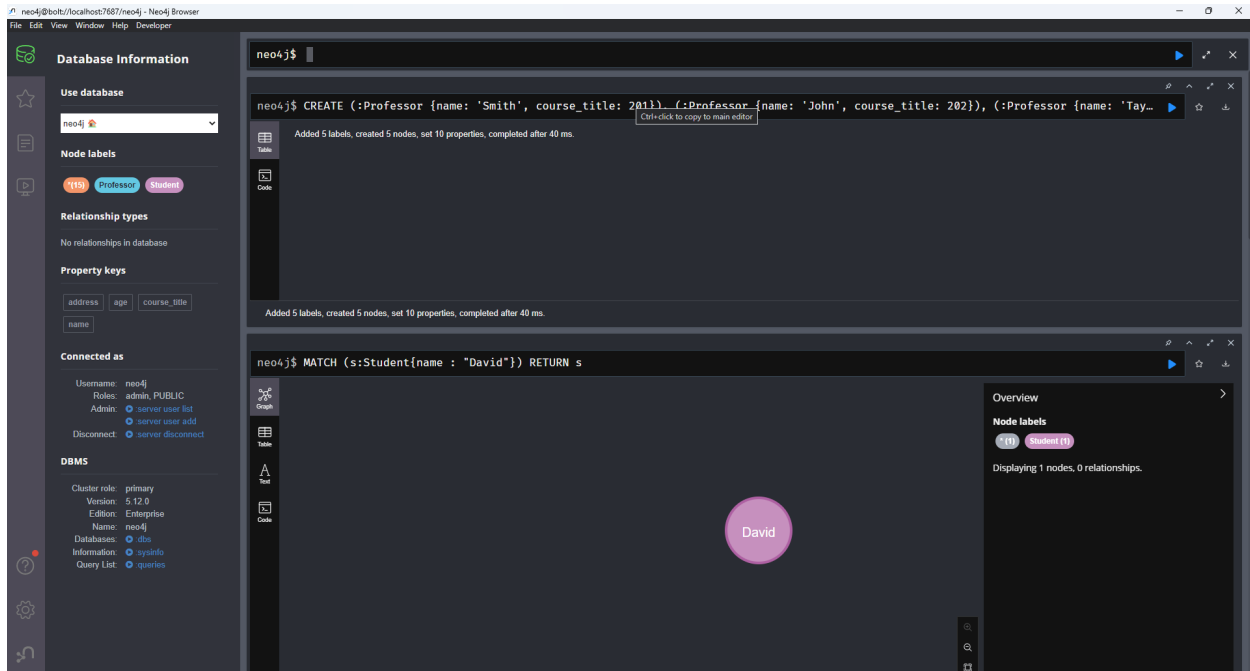 neo4j@bolt://localhost:7687/neo4j - Neo4j Browser
File Edit View Window Help Developer
Database Information
Use database
neo4j
Node labels
*(15) Professor Student
Relationship types
No relationships in database
Property keys
address age course_title
name
Connected as
Username: neo4j
Roles: admin, PUBLIC
Admin: :server user list
:server user add
Disconnect: :server disconnect
DBMS
Cluster role: primary
Version: 5.12.0
Edition: Enterprise
Name: neo4j
Databases: :dbs
Information: :sysinfo
Query List: :queries
neo4j$
neo4j$ CREATE (:Professor {name: 'Smith', course_title: 201}), (:Professor {name: 'John', course_title: 202}), (:Professor {name: 'Tay…
Ctrl+click to copy to main editor
Table
Code
Added 5 labels, created 5 nodes, set 10 properties, completed after 40 ms.
Added 5 labels, created 5 nodes, set 10 properties, completed after 40 ms.
neo4j$ MATCH (s:Student{name : "David"}) RETURN s
Graph
Table
A
Text
Code
David
Overview
Node labels
* (1) Student (1)
Displaying 1 nodes, 0 relationships.